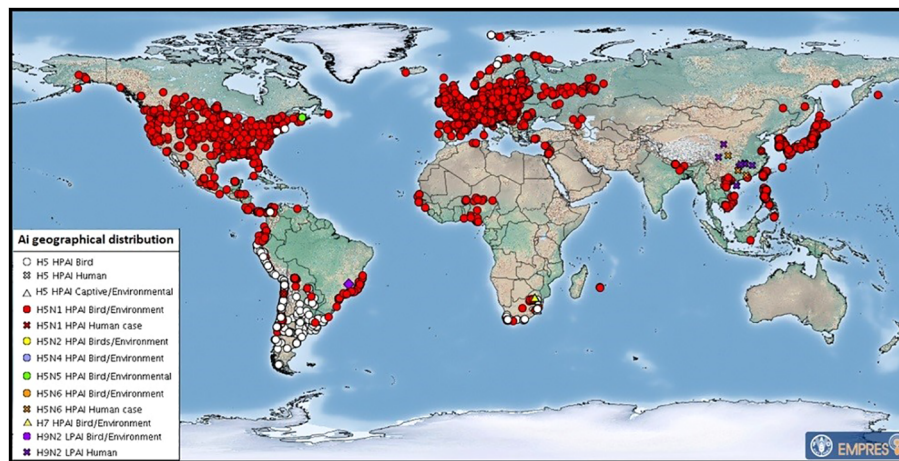 Ai geographical distribution
H5 HPAI Bird
H5 HPAI Human
H5 HPAI Captive/Environmental
H5N1 HPAI Bird/Environment
H5N1 HPAI Human case
H5N2 HPAI Birds/Environment
H5N4 HPAI Bird/Environment
H5N5 HPAI Bird/Environmental
H5N6 HPAI Bird/Environment
H5N6 HPAI Human case
H7 HPAI Bird/Environment
H9N2 LPAI Bird/Environment
H9N2 LPAI Human
EMPRES